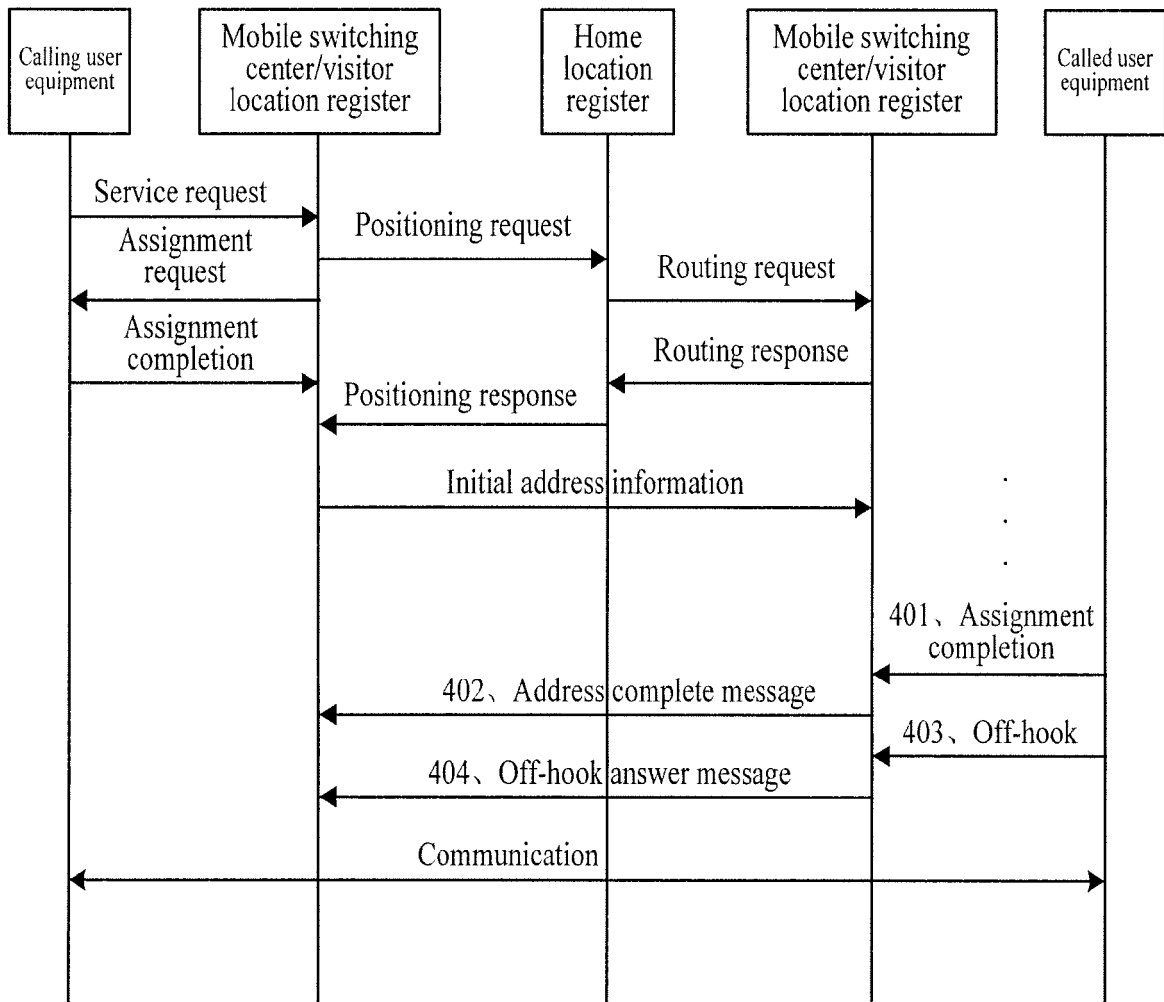 Calling user
equipment
Mobile switching
center/visitor
location register
Home
location
register
Mobile switching
center/visitor
location register
Called user
equipment
Service request
Positioning request
Assignment
request
Routing request
Assignment
completion
Routing response
Positioning response
Initial address information
401、Assignment
completion
402、Address complete message
403、Off-hook
404、Off-hook answer message
Communication